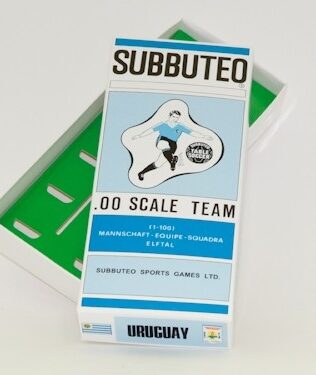 SUBBUTEO
TABLE
SOCCER
.00 SCALE TEAM
(1-100)
MANNSCHAFT-EQUIPE-SQUADRA
ELFTAL
SUBBUTEO SPORTS GAMES LTD.
URUGUAY